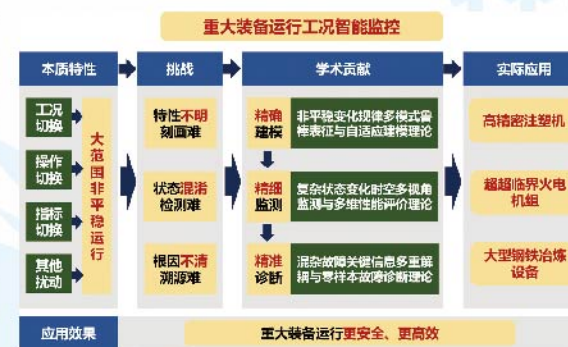 重大装备运行工况智能监控
本质特性
挑战
学术贡献
实际应用
工况
切换
操作
切换
指标
切换
其他
扰动
大范围非平稳运行
特性不明
刻画难
状态混淆
检测难
根因不清
溯源难
精确
建模
非平稳变化规律多模式鲁
棒表征与自适应建模理论
精细
监测
复杂状态变化时空多视角
监测与多维性能评价理论
精准
诊断
混杂故障关键信息多重解
耦与零样本故障诊断理论
高精密注塑机
超超临界火电
机组
大型钢铁冶炼
设备
应用效果
重大装备运行更安全、更高效